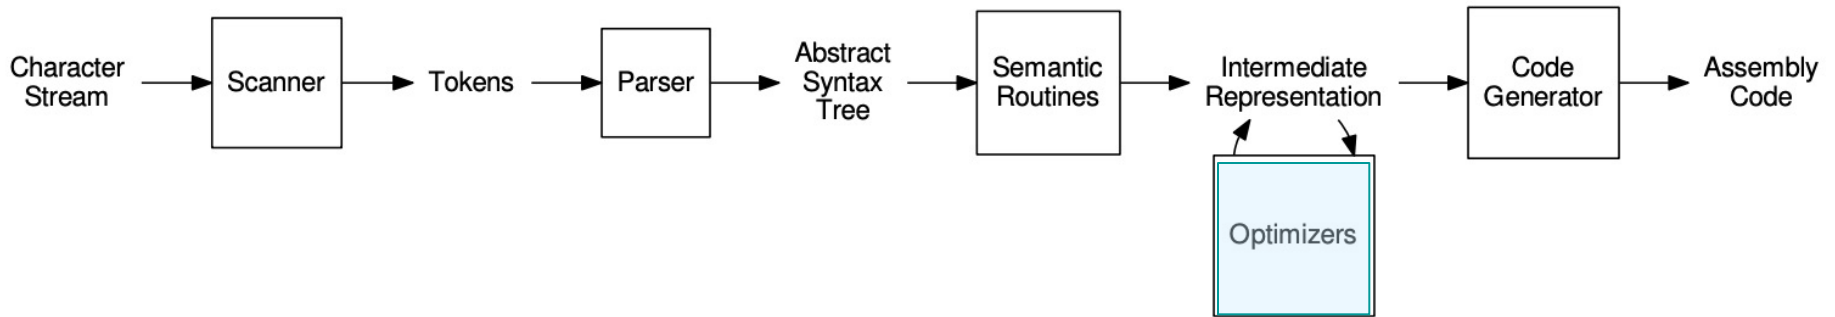 Character
Stream
Scanner
Tokens
Parser
Abstract
Syntax
Tree
Semantic
Routines
Intermediate
Representation
Code
Generator
Assembly
Code
Optimizers